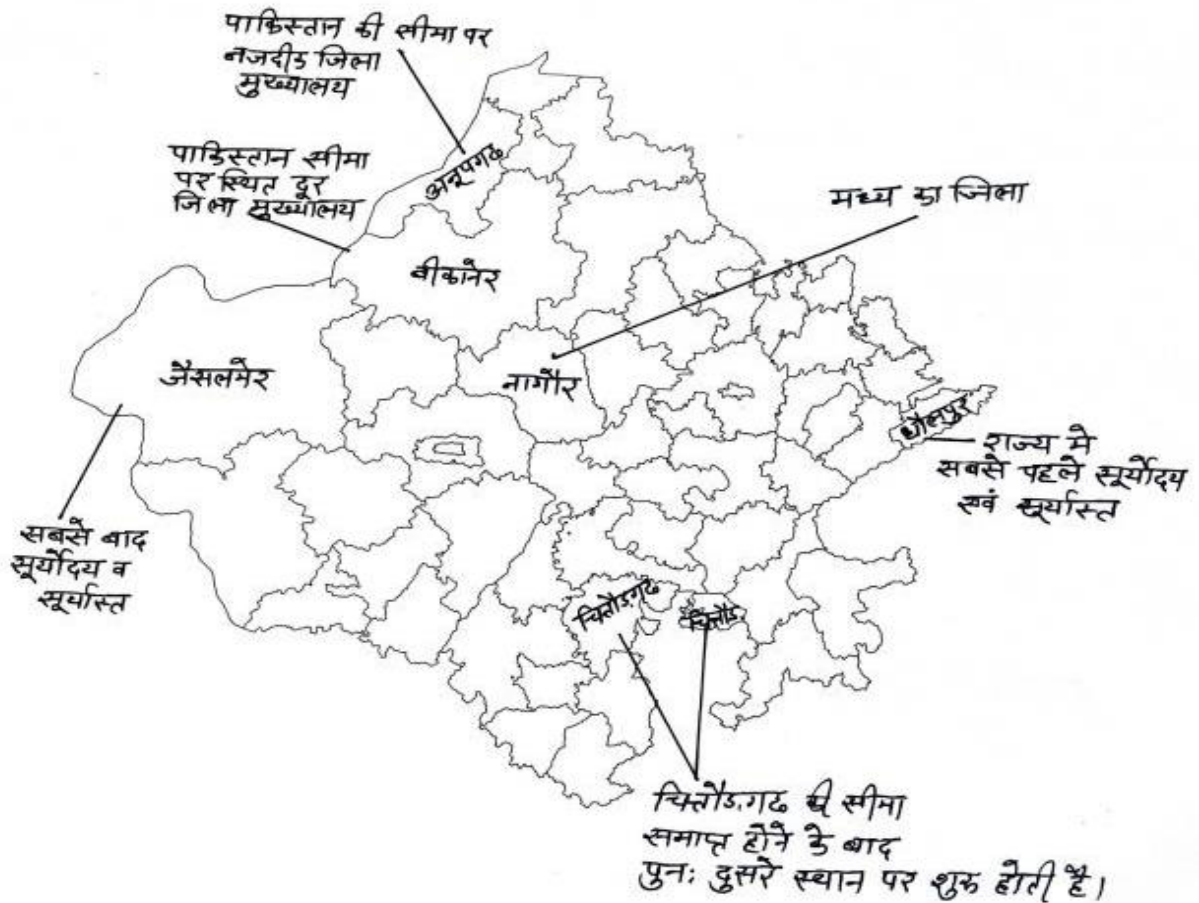 पाकिस्तान की सीमा पर
नजदीक जिला
मुख्यालय
पाकिस्तान सीमा
पर स्थित दूर
जिला मुख्यालय
अनूपगढ
मध्य का जिला
बीकानेर
जैसलमेर
नागौर
धौलपुर
राज्य मे
सबसे पहले सूर्योदय
एवं सूर्यास्त
सबसे बाद
सूर्योदय व
सूर्यास्त
चित्तौड़गढ
चित्तौड़
चित्तौड़गढ की सीमा
समाप्त होने के बाद
पुनः दुसरे स्थान पर शुरू होती है।